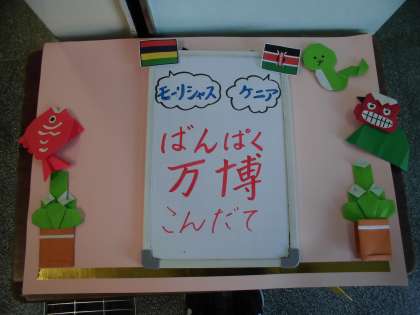 モーリシャス ケニア
ばんぱく
万博
こんだて